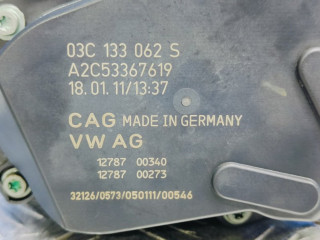 03C 133 062 S
A2C53367619
18.01.11/13:37
CAG MADE IN GERMANY
VW AG
12787 00340
12787 00273
32126/0573/050111/00546